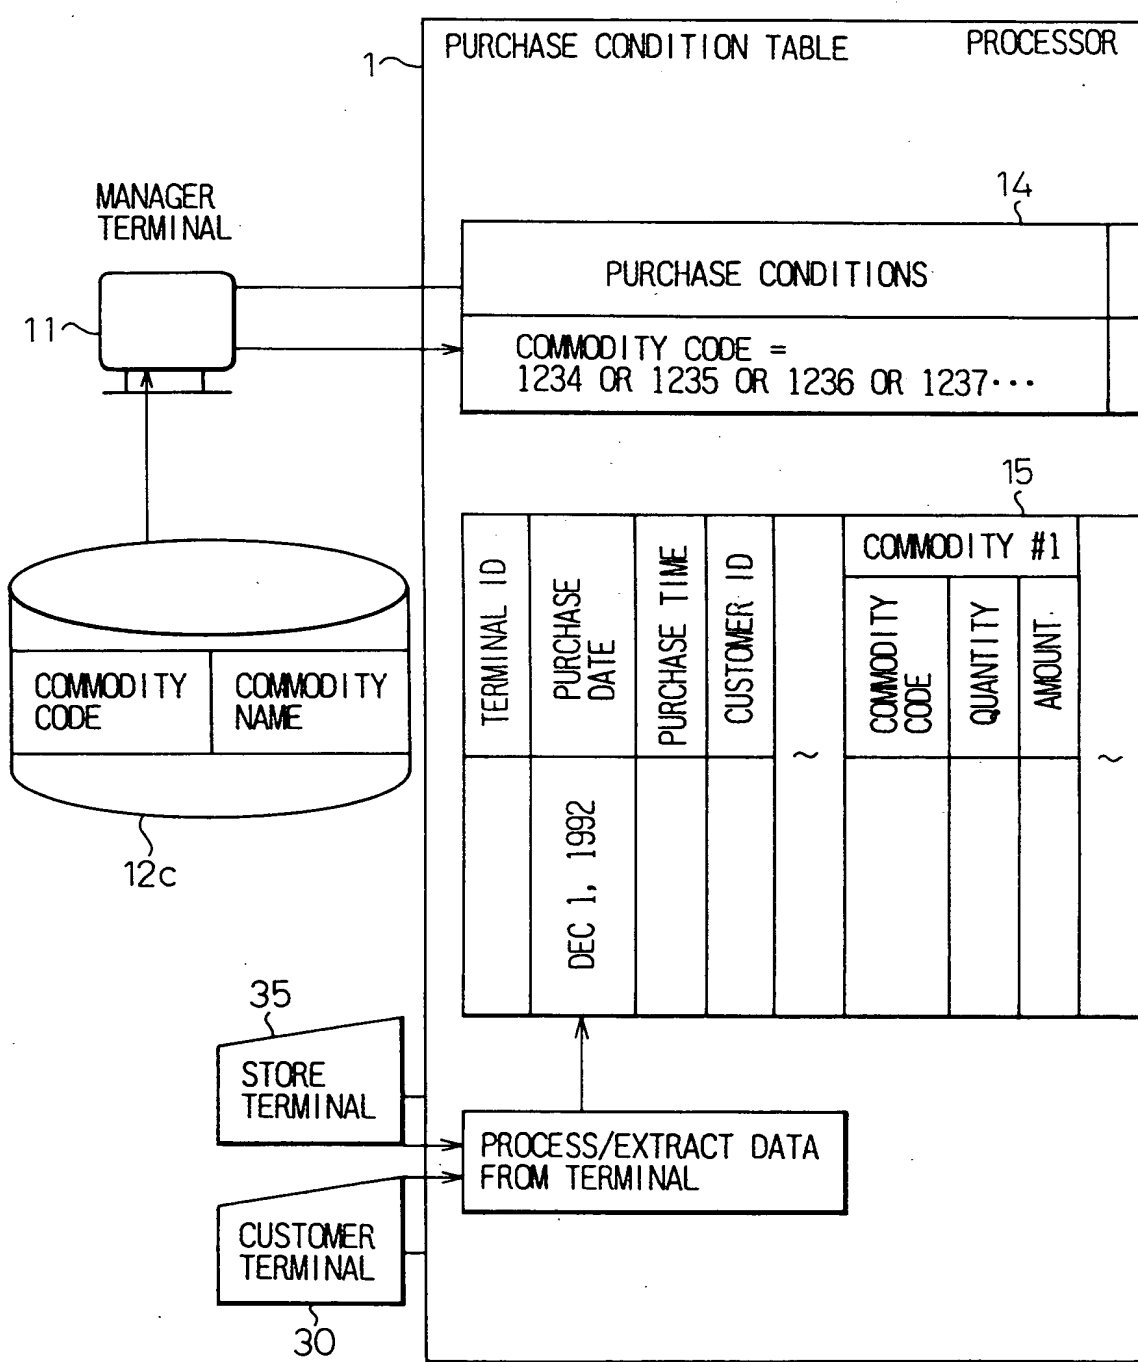 PURCHASE CONDITION TABLE
PROCESSOR
1
MANAGER
TERMINAL
14
PURCHASE CONDITIONS
11
COMMODITY CODE =
1234 OR 1235 OR 1236 OR 1237···
15
TERMINAL ID
PURCHASE
DATE
PURCHASE TIME
CUSTOMER ID
~
COMMODITY #1
COMMODITY
CODE
QUANTITY
AMOUNT
~
COMMODITY
CODE
COMMODITY
NAME
DEC 1, 1992
12c
35
STORE
TERMINAL
PROCESS/EXTRACT DATA
FROM TERMINAL
CUSTOMER
TERMINAL
30